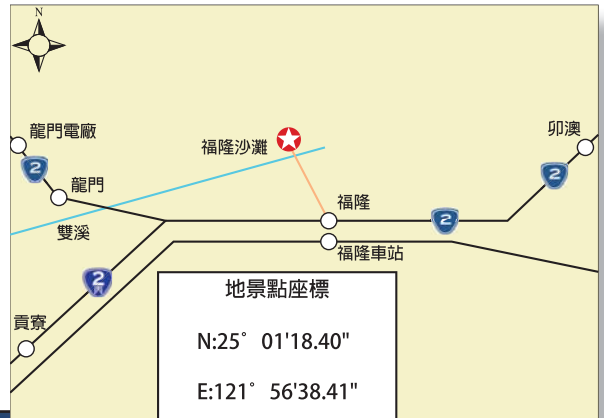 N
龍門電廠
卯澳
福隆沙灘
2
2
龍門
福隆
2
雙溪
福隆車站
2丙
地景點座標
貢寮
N:25° 01'18.40"
E:121° 56'38.41"